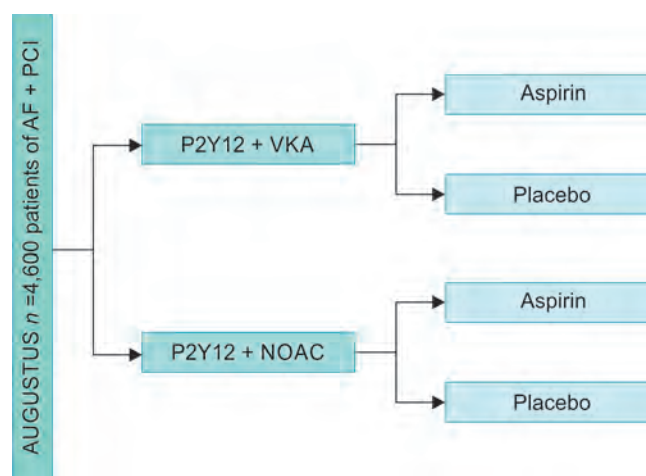 AUGUSTUS n =4,600 patients of AF + PCI
P2Y12 + VKA
Aspirin
Placebo
P2Y12 + NOAC
Aspirin
Placebo